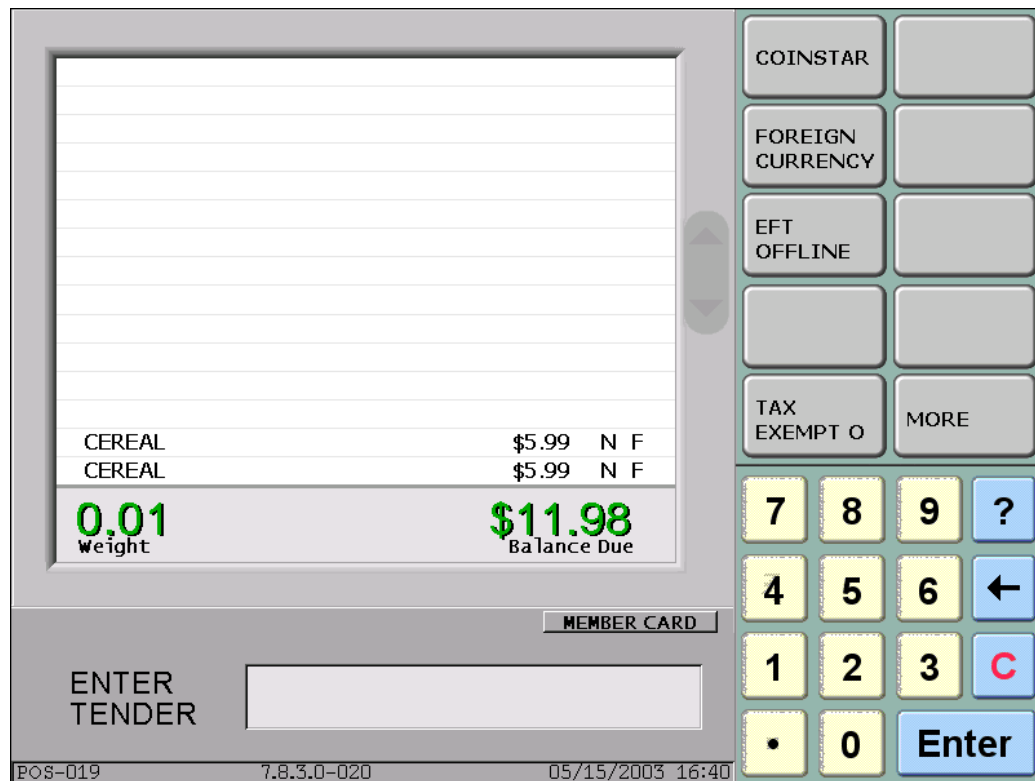 CEREAL $5.99 N F
CEREAL $5.99 N F
0.01 $11.98
Weight Balance Due
MEMBER CARD
ENTER
TENDER
POS-019 7.8.3.0-020 05/15/2003 16:40
COINSTAR
FOREIGN
CURRENCY
EFT
OFFLINE
TAX
EXEMPT O
MORE
7 8 9 ?
4 5 6 ←
1 2 3 C
. 0 Enter